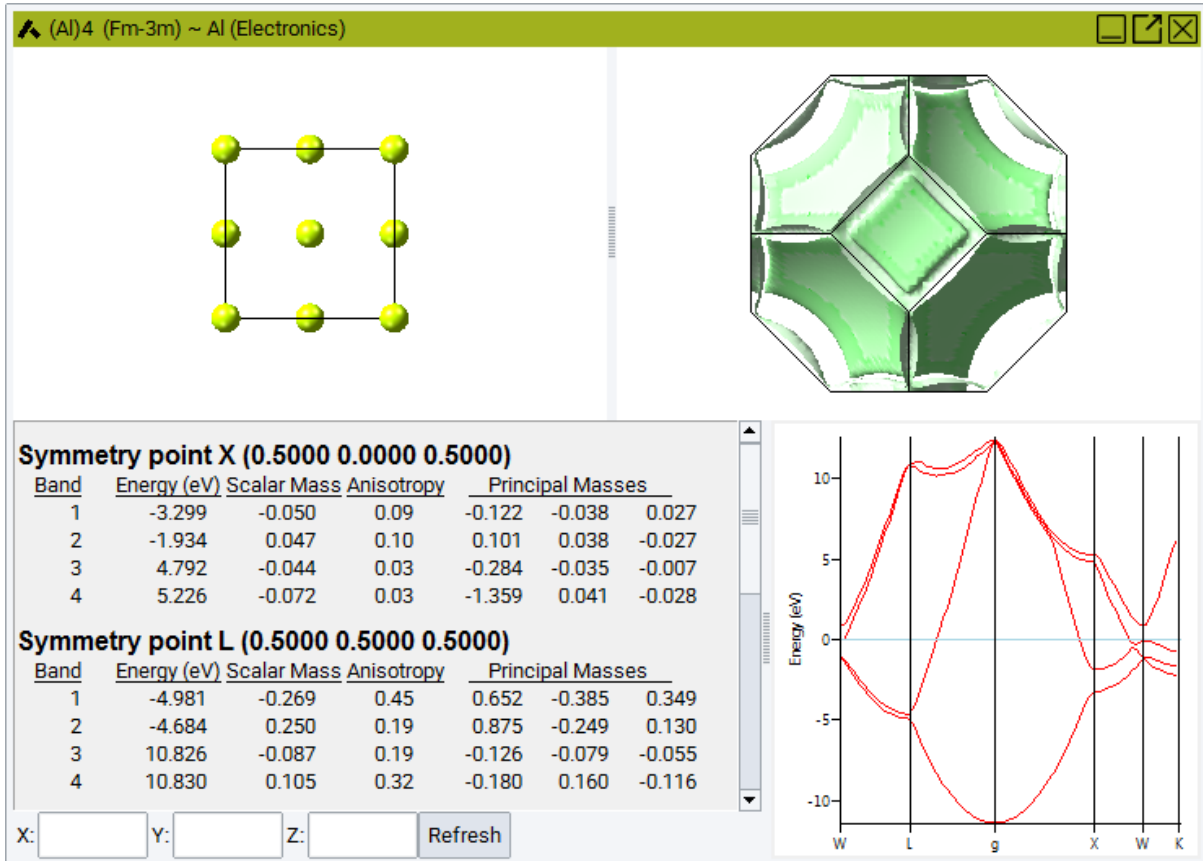 (Al)4 (Fm-3m) ~ Al (Electronics)
Symmetry point X (0.5000 0.0000 0.5000)
Band Energy (eV) Scalar Mass Anisotropy Principal Masses
1 -3.299 -0.050 0.09 -0.122 -0.038 0.027
2 -1.934 0.047 0.10 0.101 0.038 -0.027
3 4.792 -0.044 0.03 -0.284 -0.035 -0.007
4 5.226 -0.072 0.03 -1.359 0.041 -0.028
Symmetry point L (0.5000 0.5000 0.5000)
Band Energy (eV) Scalar Mass Anisotropy Principal Masses
1 -4.981 -0.269 0.45 0.652 -0.385 0.349
2 -4.684 0.250 0.19 0.875 -0.249 0.130
3 10.826 -0.087 0.19 -0.126 -0.079 -0.055
4 10.830 0.105 0.32 -0.180 0.160 -0.116
X: Y: Z: Refresh
Energy (eV)
10
5
0
-5
-10
W L g X W K